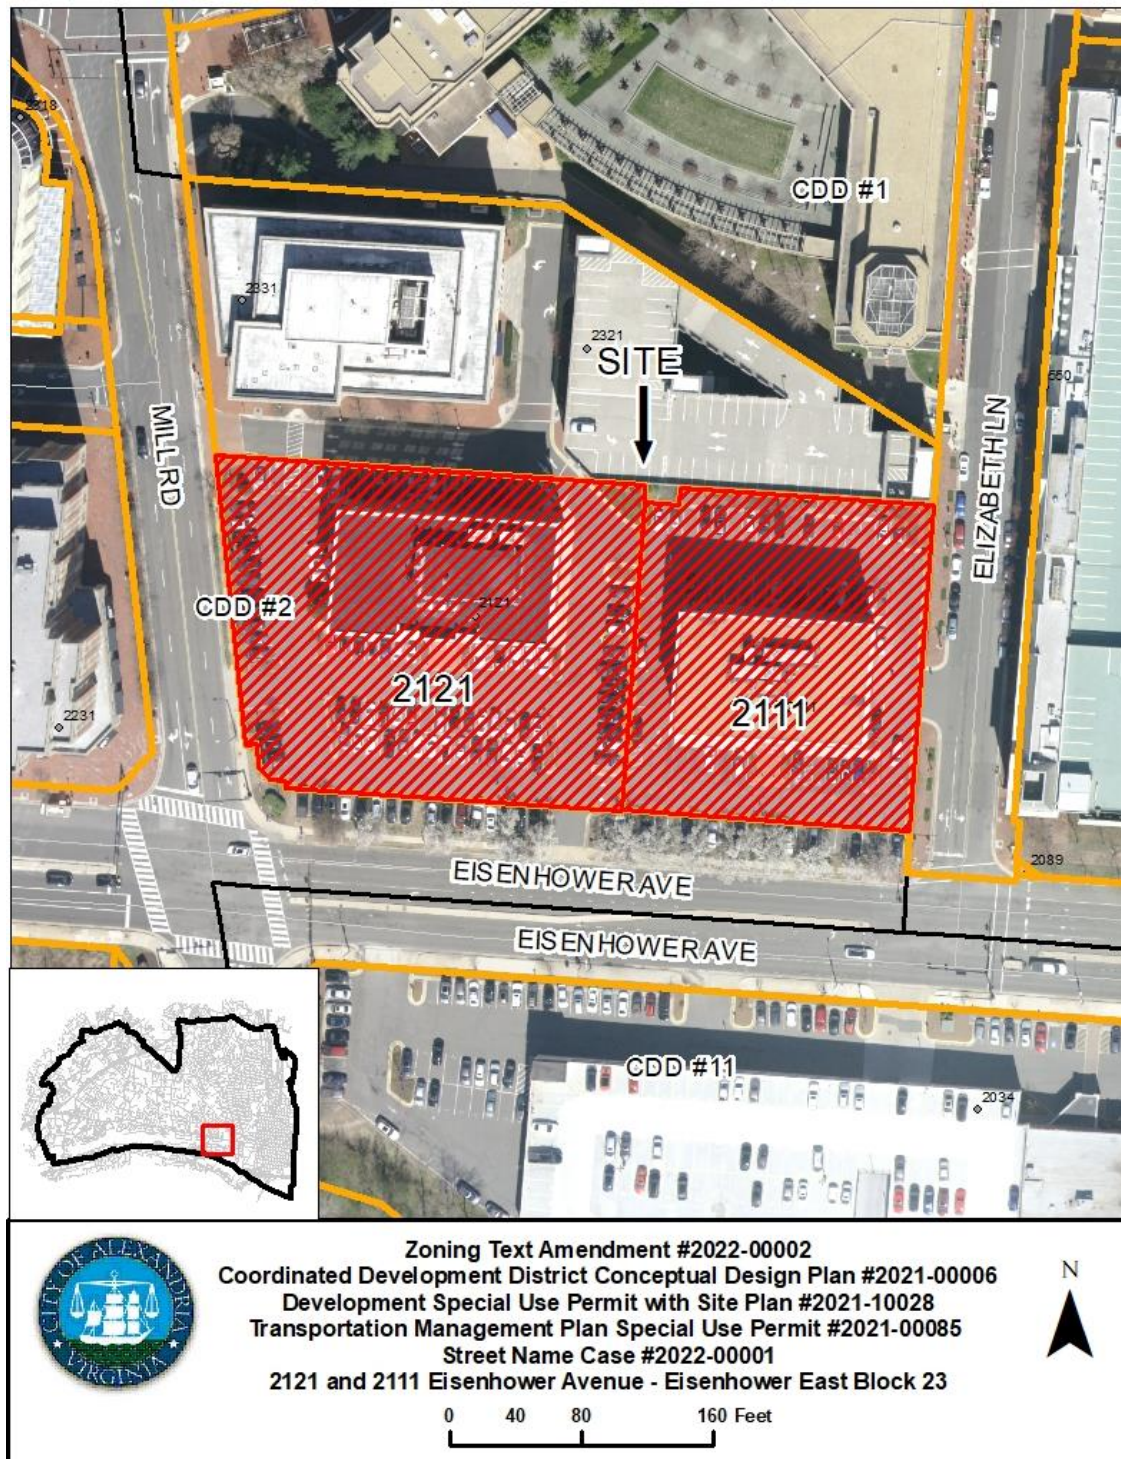 2318
CDD #1
2331
2321
SITE
MILL RD
550
ELIZABETH LN
CDD #2
2121
2121
2111
2231
2089
EISENHOWER AVE
EISENHOWER AVE
CDD #11
2034
CITY OF ALEXANDRIA
VIRGINIA
Zoning Text Amendment #2022-00002
Coordinated Development District Conceptual Design Plan #2021-00006
Development Special Use Permit with Site Plan #2021-10028
Transportation Management Plan Special Use Permit #2021-00085
Street Name Case #2022-00001
2121 and 2111 Eisenhower Avenue - Eisenhower East Block 23
N
0 40 80 160 Feet